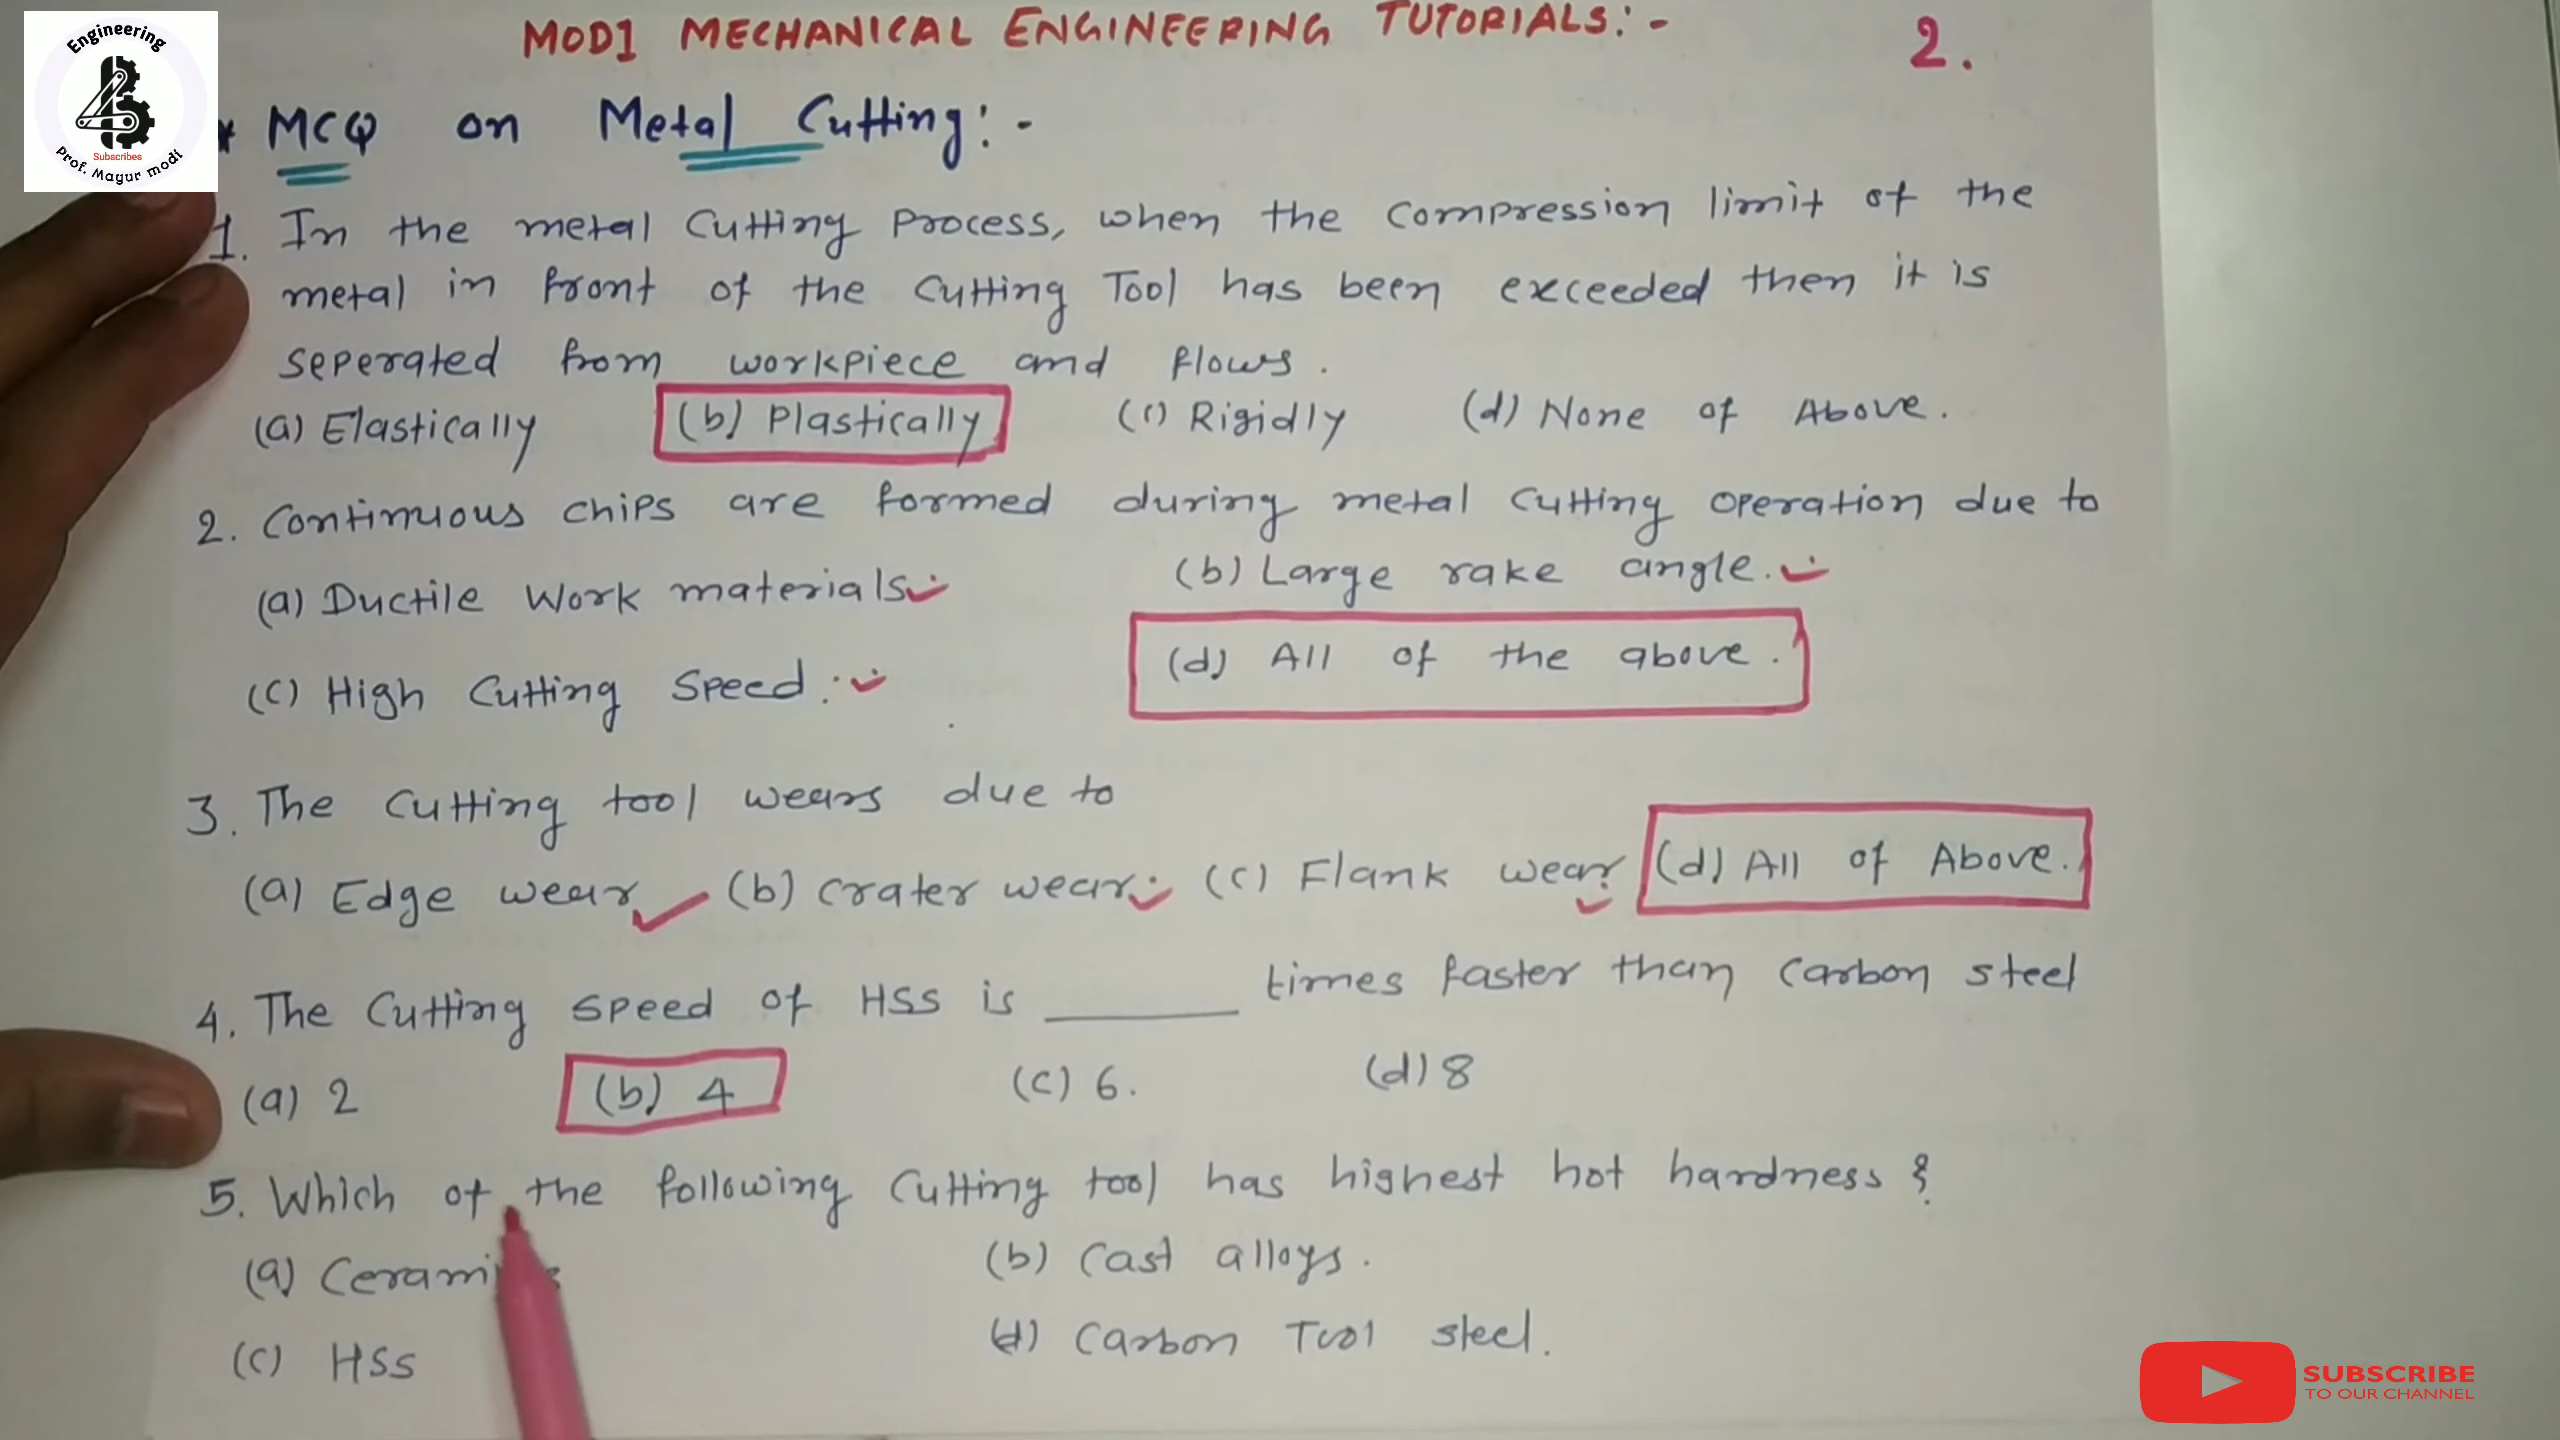 Engineering
Subscribes
Prof. Mayur modi
MODI MECHANICAL ENGINEERING TUTORIALS:-
2.
* MCQ on Metal Cutting:-
1. In the metal Cutting Process, when the compression limit of the
metal in front of the Cutting Tool has been exceeded then it is
seperated from workpiece and flows.
(a) Elastically (b) Plastically (c) Rigidly (d) None of Above.
2. Continuous chips are formed during metal cutting operation due to
(a) Ductile Work materials (b) Large rake angle.
(c) High Cutting Speed. (d) All of the above.
3. The Cutting tool wears due to
(a) Edge wear (b) crater wear (c) Flank wear (d) All of Above.
4. The Cutting speed of HSS is ______ times faster than carbon steel
(a) 2 (b) 4 (c) 6. (d) 8
5. Which of the following Cutting tool has highest hot hardness ?
(a) (b) Cast alloys.
(c) HSS (d) Carbon Tool steel.
SUBSCRIBE
TO OUR CHANNEL